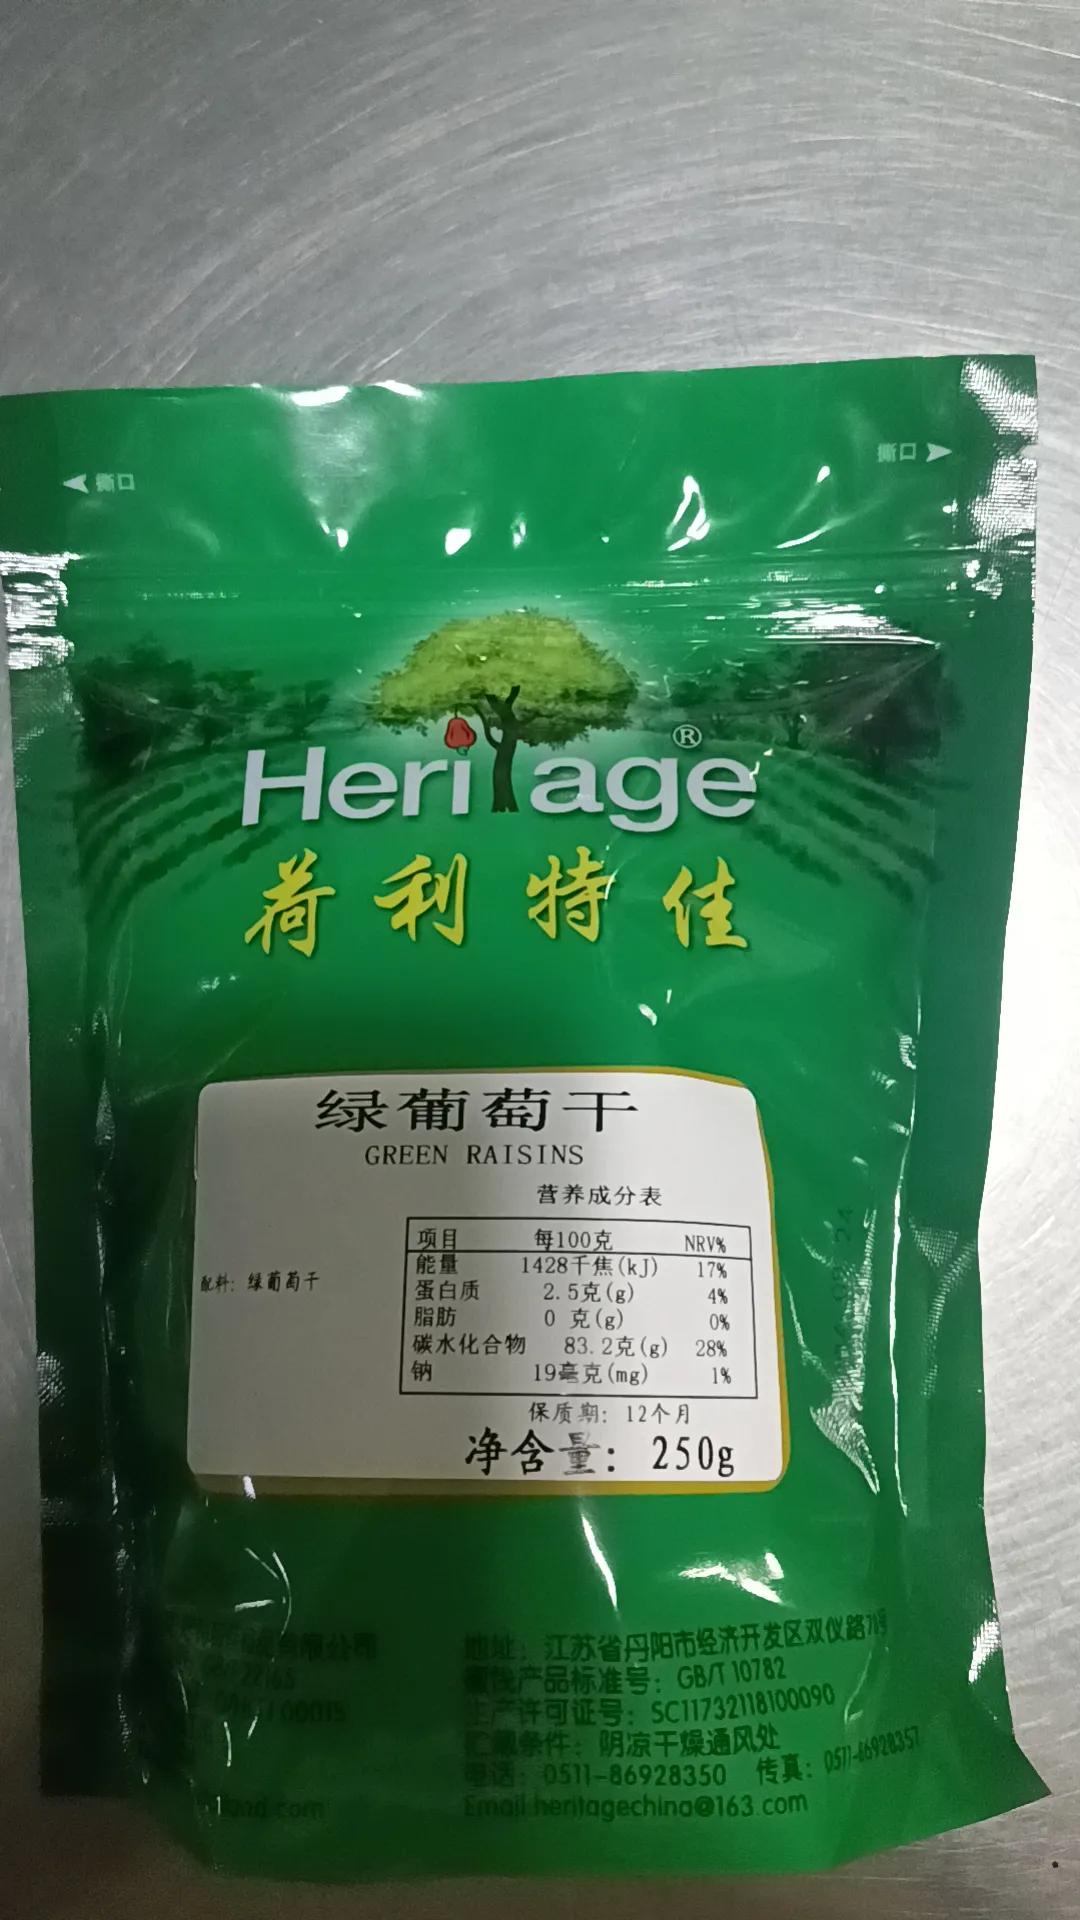 撕口
撕口
Heritage®
荷利特佳
绿葡萄干
GREEN RAISINS
营养成分表
项目 每100克 NRV%
能量 1428千焦(kJ) 17%
蛋白质 2.5克(g) 4%
脂肪 0 克(g) 0%
碳水化合物 83.2克(g) 28%
钠 19毫克(mg) 1%
配料: 绿葡萄干
保质期: 12个月
净含量: 250g
限公司
22165
00015
land.com
地址：江苏省丹阳市经济开发区双仪路
产品标准号：GB/T 10782
生产许可证号：SC11732118100090
贮藏条件：阴凉干燥通风处
电话：0511-86928350 传真：0511-86928357
Email:heritagechina@163.com